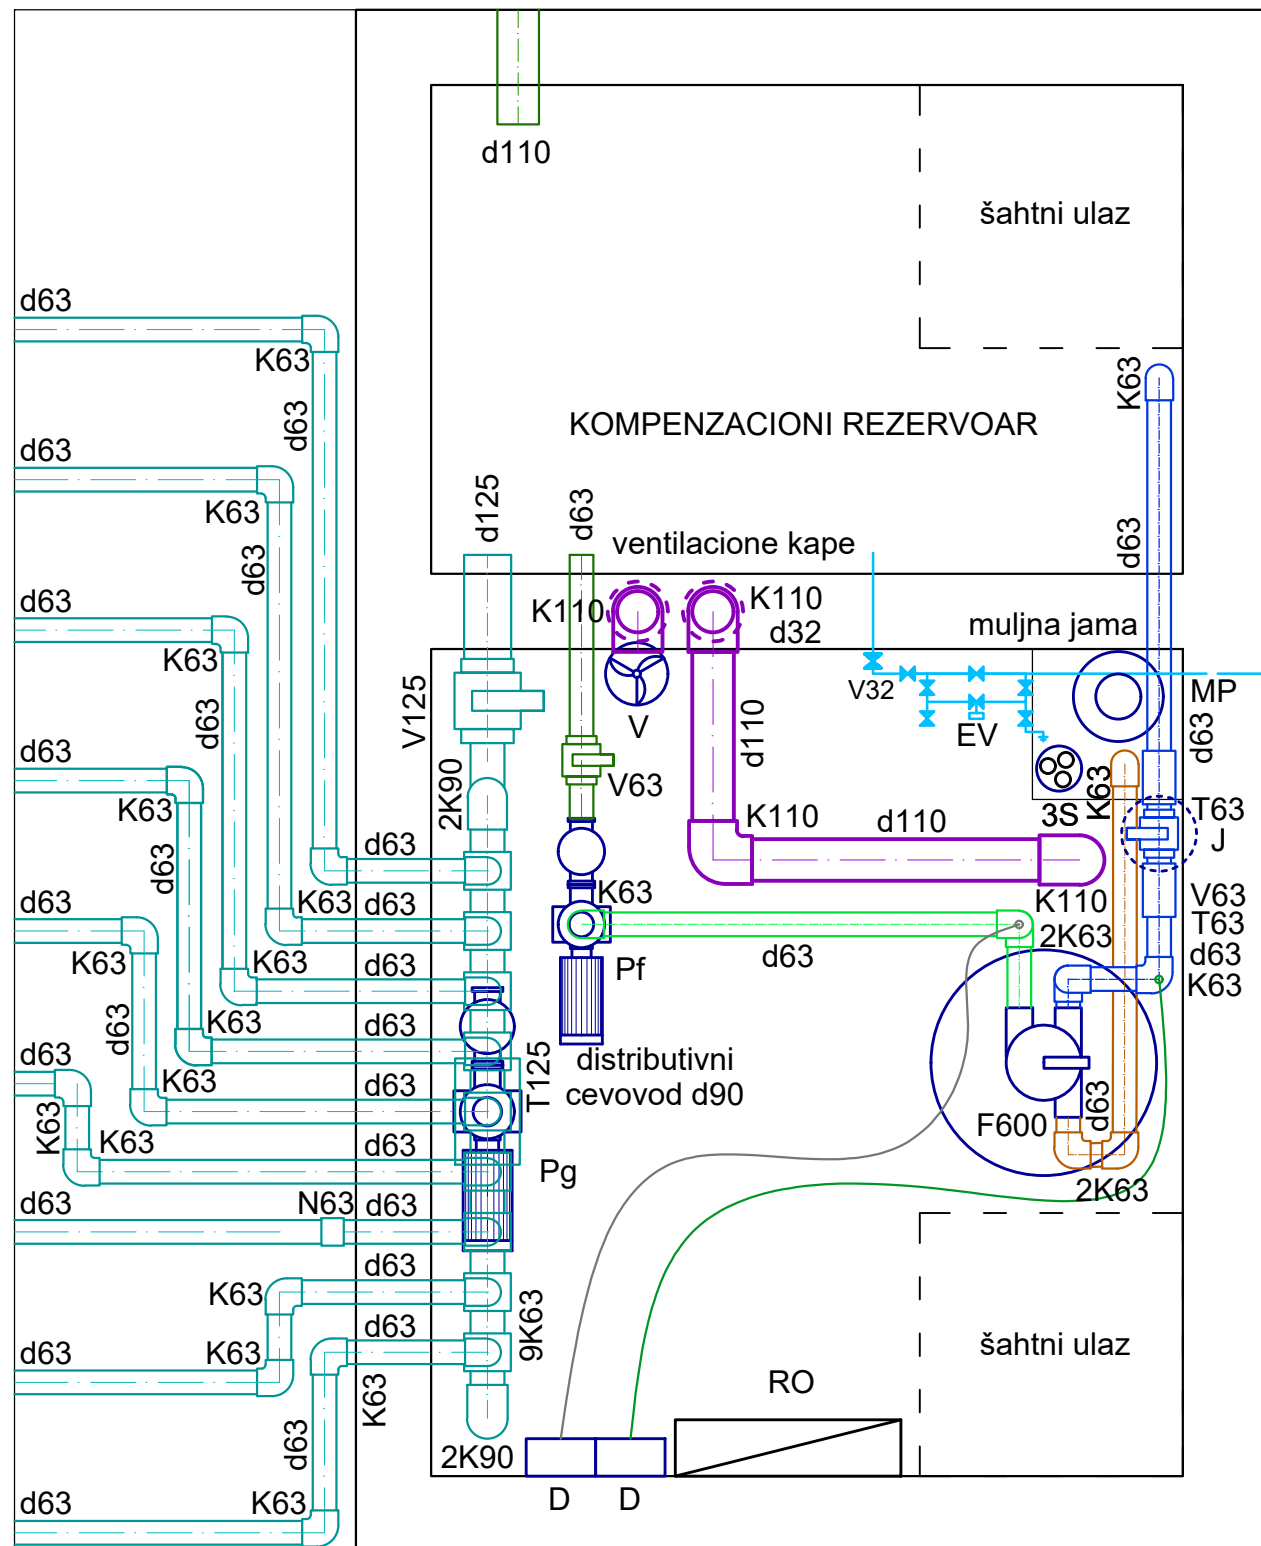 d110
šahtni ulaz
d63
K63
d63
K63
KOMPENZACIONI REZERVOAR
d63
K63
d63
d125
d63
ventilacione kape
d63
d63
K63
d63
K110
K110
d32
muljna jama
V125
V
d110
V32
EV
MP
d63
d63
K63
d63
2K90
V63
K63
3S
T63
J
d63
K63
d63
K110
d110
d63
K63
d63
K63
K63
d63
K110
2K63
V63
T63
d63
K63
d63
K63
d63
Pf
d63
K63
d63
distributivni
cevovod d90
T125
d63
K63
K63
d63
K63
d63
F600
d63
Pg
2K63
d63
N63
d63
K63
d63
9K63
d63
K63
d63
K63
šahtni ulaz
RO
d63
2K90
d63
K63
D
D